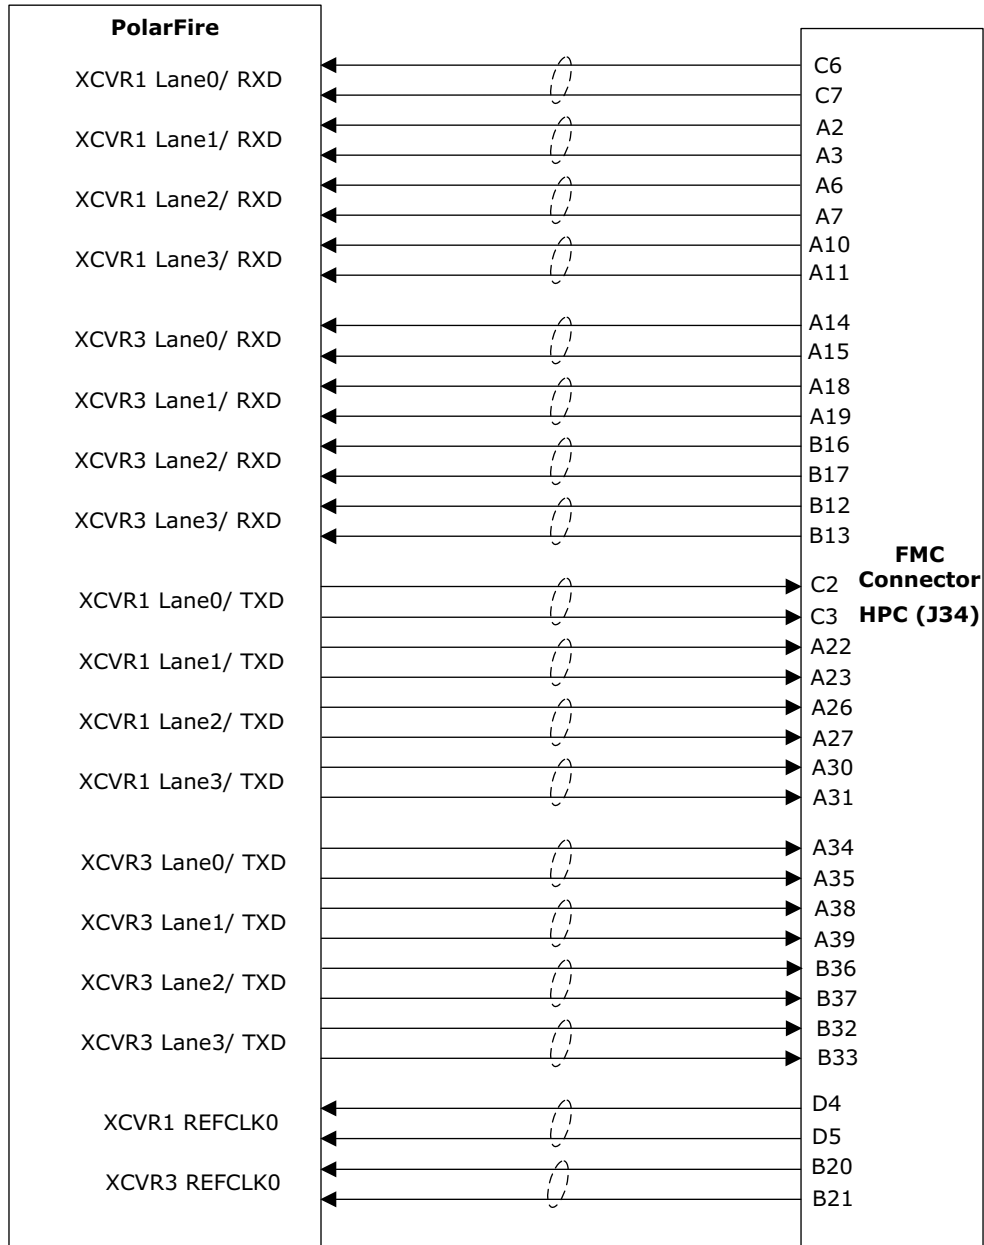 PolarFire
XCVR1 Lane0/ RXD
C6
C7
XCVR1 Lane1/ RXD
A2
A3
XCVR1 Lane2/ RXD
A6
A7
XCVR1 Lane3/ RXD
A10
A11
XCVR3 Lane0/ RXD
A14
A15
XCVR3 Lane1/ RXD
A18
A19
XCVR3 Lane2/ RXD
B16
B17
XCVR3 Lane3/ RXD
B12
B13
FMC
Connector
HPC (J34)
XCVR1 Lane0/ TXD
C2
C3
XCVR1 Lane1/ TXD
A22
A23
XCVR1 Lane2/ TXD
A26
A27
XCVR1 Lane3/ TXD
A30
A31
XCVR3 Lane0/ TXD
A34
A35
XCVR3 Lane1/ TXD
A38
A39
XCVR3 Lane2/ TXD
B36
B37
XCVR3 Lane3/ TXD
B32
B33
XCVR1 REFCLK0
D4
D5
XCVR3 REFCLK0
B20
B21